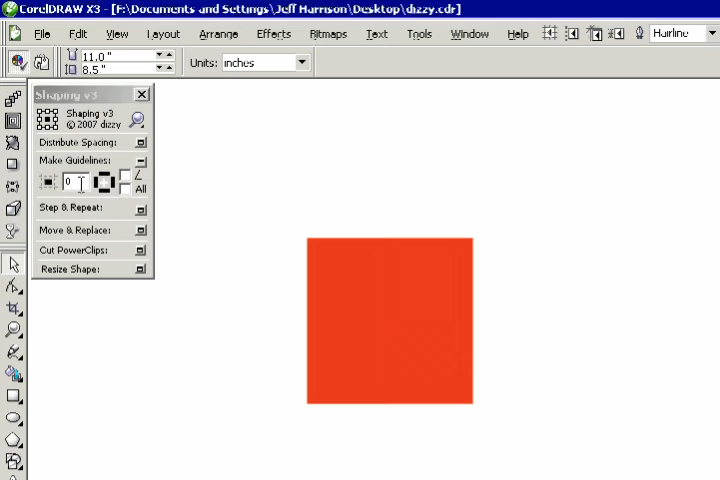 CorelDRAW X3 - [F:\Documents and Settings\Jeff Harrison\Desktop\dizzy.cdr]
File Edit View Layout Arrange Effects Bitmaps Text Tools Window Help Hairline
11.0 "
8.5 "
Units: inches
Shaping v3
Shaping v3
© 2007 dizzy
Distribute Spacing:
Make Guidelines:
0
All
Step & Repeat:
Move & Replace:
Cut PowerClips:
Resize Shape: